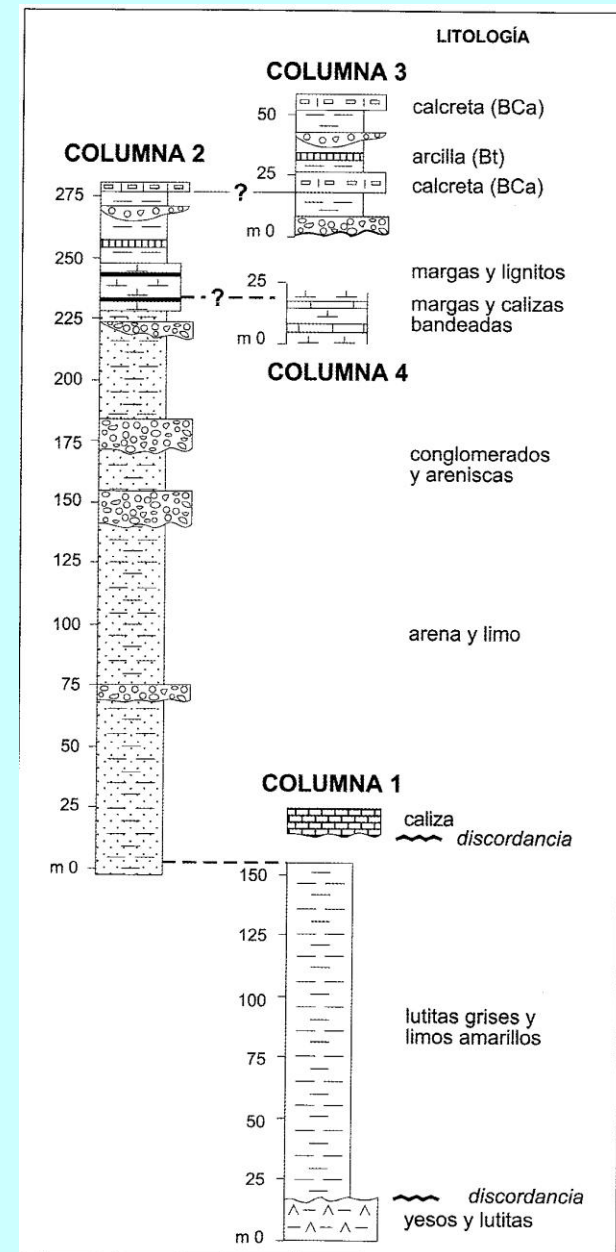 LITOLOGÍA
COLUMNA 3
50
25
m 0
calcreta (BCa)
arcilla (Bt)
calcreta (BCa)
COLUMNA 2
275
250
225
200
175
150
125
100
75
50
25
m 0
?
?
25
m 0
COLUMNA 4
margas y lignitos
margas y calizas
bandeadas
conglomerados
y areniscas
arena y limo
COLUMNA 1
caliza
discordancia
150
125
100
75
50
25
m 0
lutitas grises y
limos amarillos
discordancia
yesos y lutitas